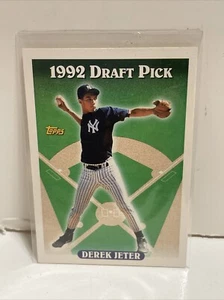 1992 DRAFT PICK
NY
Topps
DEREK JETER